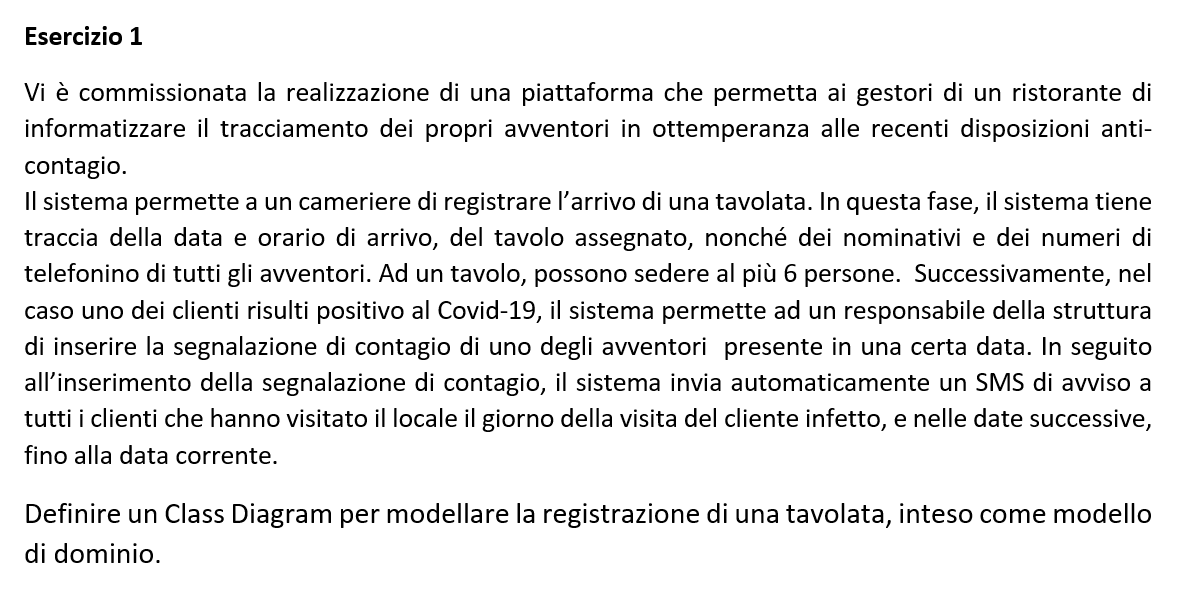 Esercizio 1
Vi è commissionata la realizzazione di una piattaforma che permetta ai gestori di un ristorante di
informatizzare il tracciamento dei propri avventori in ottemperanza alle recenti disposizioni anti-
contagio.
Il sistema permette a un cameriere di registrare l’arrivo di una tavolata. In questa fase, il sistema tiene
traccia della data e orario di arrivo, del tavolo assegnato, nonché dei nominativi e dei numeri di
telefonino di tutti gli avventori. Ad un tavolo, possono sedere al più 6 persone.  Successivamente, nel
caso uno dei clienti risulti positivo al Covid-19, il sistema permette ad un responsabile della struttura
di inserire la segnalazione di contagio di uno degli avventori  presente in una certa data. In seguito
all’inserimento della segnalazione di contagio, il sistema invia automaticamente un SMS di avviso a
tutti i clienti che hanno visitato il locale il giorno della visita del cliente infetto, e nelle date successive,
fino alla data corrente.
Definire un Class Diagram per modellare la registrazione di una tavolata, inteso come modello
di dominio.